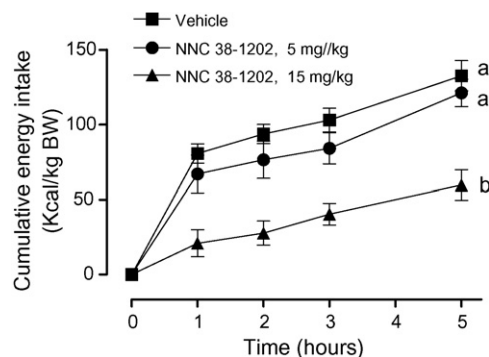 Vehicle
NNC 38-1202, 5 mg//kg
NNC 38-1202, 15 mg/kg
Cumulative energy intake
(Kcal/kg BW)
150
100
50
0
a
a
b
0 1 2 3 4 5
Time (hours)